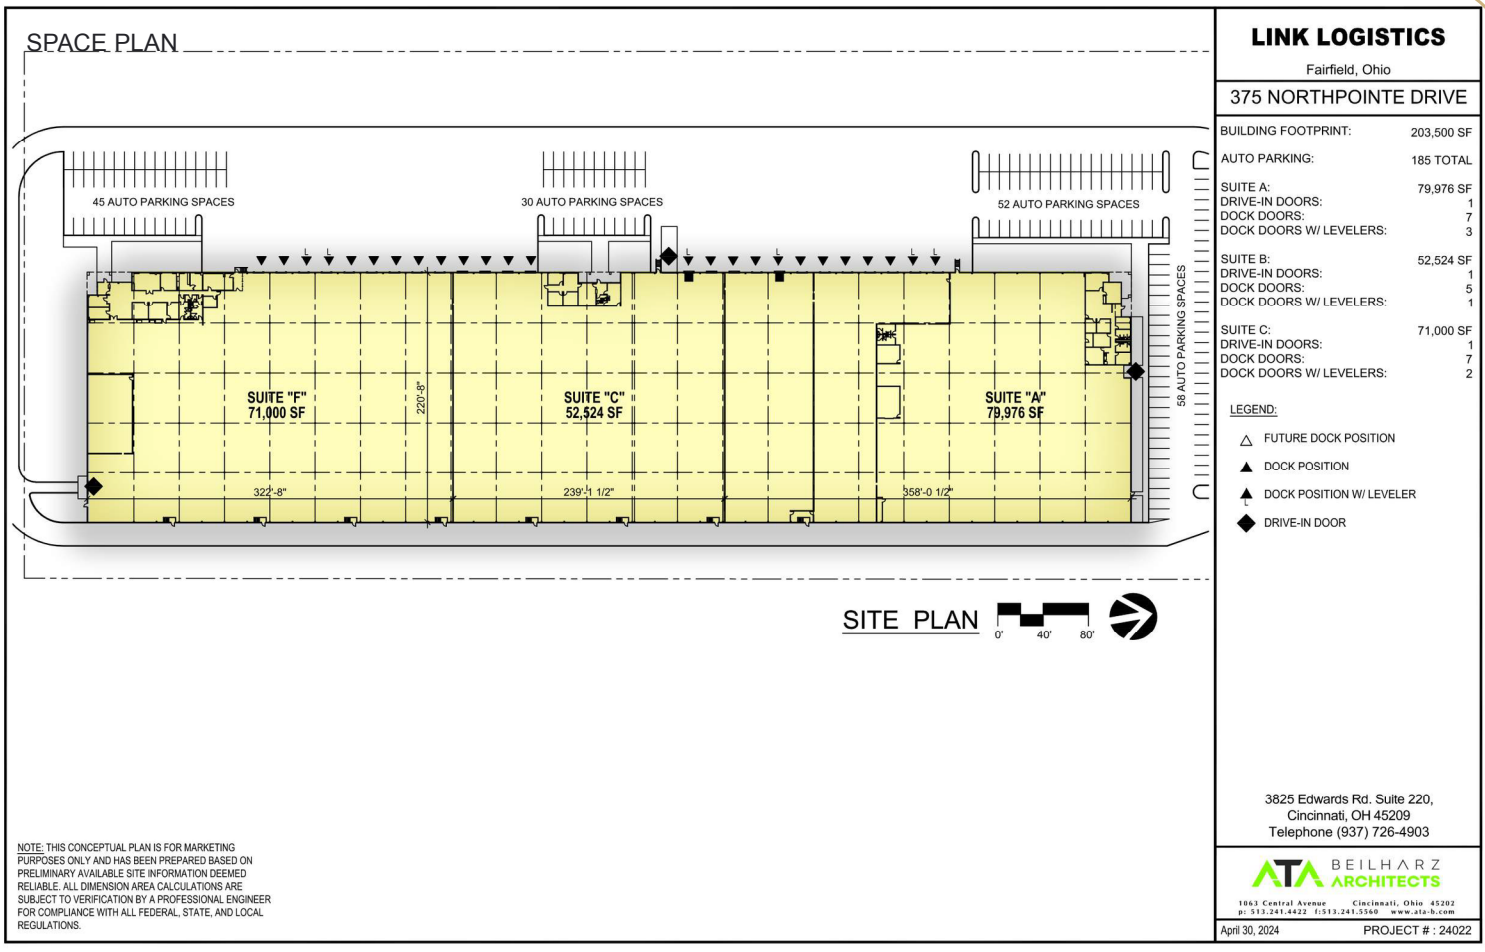 SPACE PLAN
45 AUTO PARKING SPACES
30 AUTO PARKING SPACES
52 AUTO PARKING SPACES
58 AUTO PARKING SPACES
L
L
L
L
L
L
SUITE "F"
71,000 SF
220'-8"
SUITE "C"
52,524 SF
SUITE "A"
79,976 SF
322'-8"
239'-1 1/2"
358'-0 1/2"
SITE PLAN
0'
40'
80'
NOTE: THIS CONCEPTUAL PLAN IS FOR MARKETING
PURPOSES ONLY AND HAS BEEN PREPARED BASED ON
PRELIMINARY AVAILABLE SITE INFORMATION DEEMED
RELIABLE. ALL DIMENSION AREA CALCULATIONS ARE
SUBJECT TO VERIFICATION BY A PROFESSIONAL ENGINEER
FOR COMPLIANCE WITH ALL FEDERAL, STATE, AND LOCAL
REGULATIONS.
LINK LOGISTICS
Fairfield, Ohio
375 NORTHPOINTE DRIVE
BUILDING FOOTPRINT: 203,500 SF
AUTO PARKING: 185 TOTAL
SUITE A: 79,976 SF
DRIVE-IN DOORS: 1
DOCK DOORS: 7
DOCK DOORS W/ LEVELERS: 3
SUITE B: 52,524 SF
DRIVE-IN DOORS: 1
DOCK DOORS: 5
DOCK DOORS W/ LEVELERS: 1
SUITE C: 71,000 SF
DRIVE-IN DOORS: 1
DOCK DOORS: 7
DOCK DOORS W/ LEVELERS: 2
LEGEND:
FUTURE DOCK POSITION
DOCK POSITION
DOCK POSITION W/ LEVELER
L
DRIVE-IN DOOR
3825 Edwards Rd. Suite 220,
Cincinnati, OH 45209
Telephone (937) 726-4903
ATA BEILHARZ
ARCHITECTS
1063 Central Avenue Cincinnati, Ohio 45202
p: 513.241.4422 f:513.241.5560 www.ata-b.com
April 30, 2024 PROJECT # : 24022